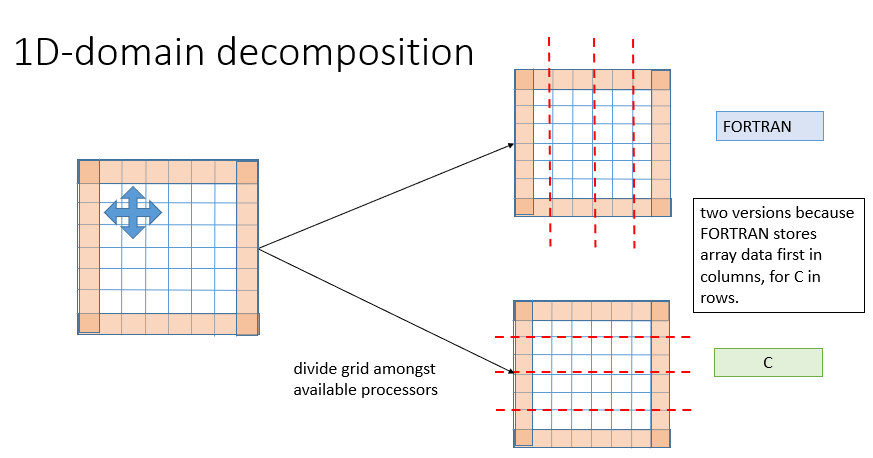 1D-domain decomposition
FORTRAN
two versions because
FORTRAN stores
array data first in
columns, for C in
rows.
C
divide grid amongst
available processors